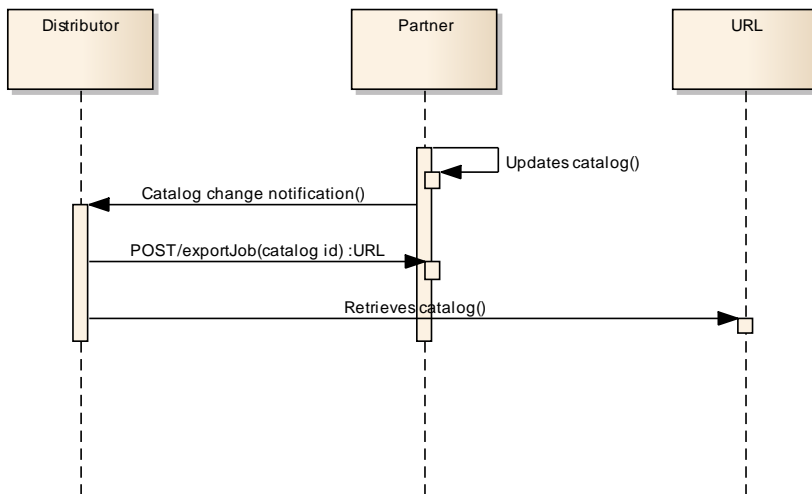 Distributor
Partner
URL
Updates catalog()
Catalog change notification()
POST/exportJob(catalog id) :URL
Retrieves catalog()